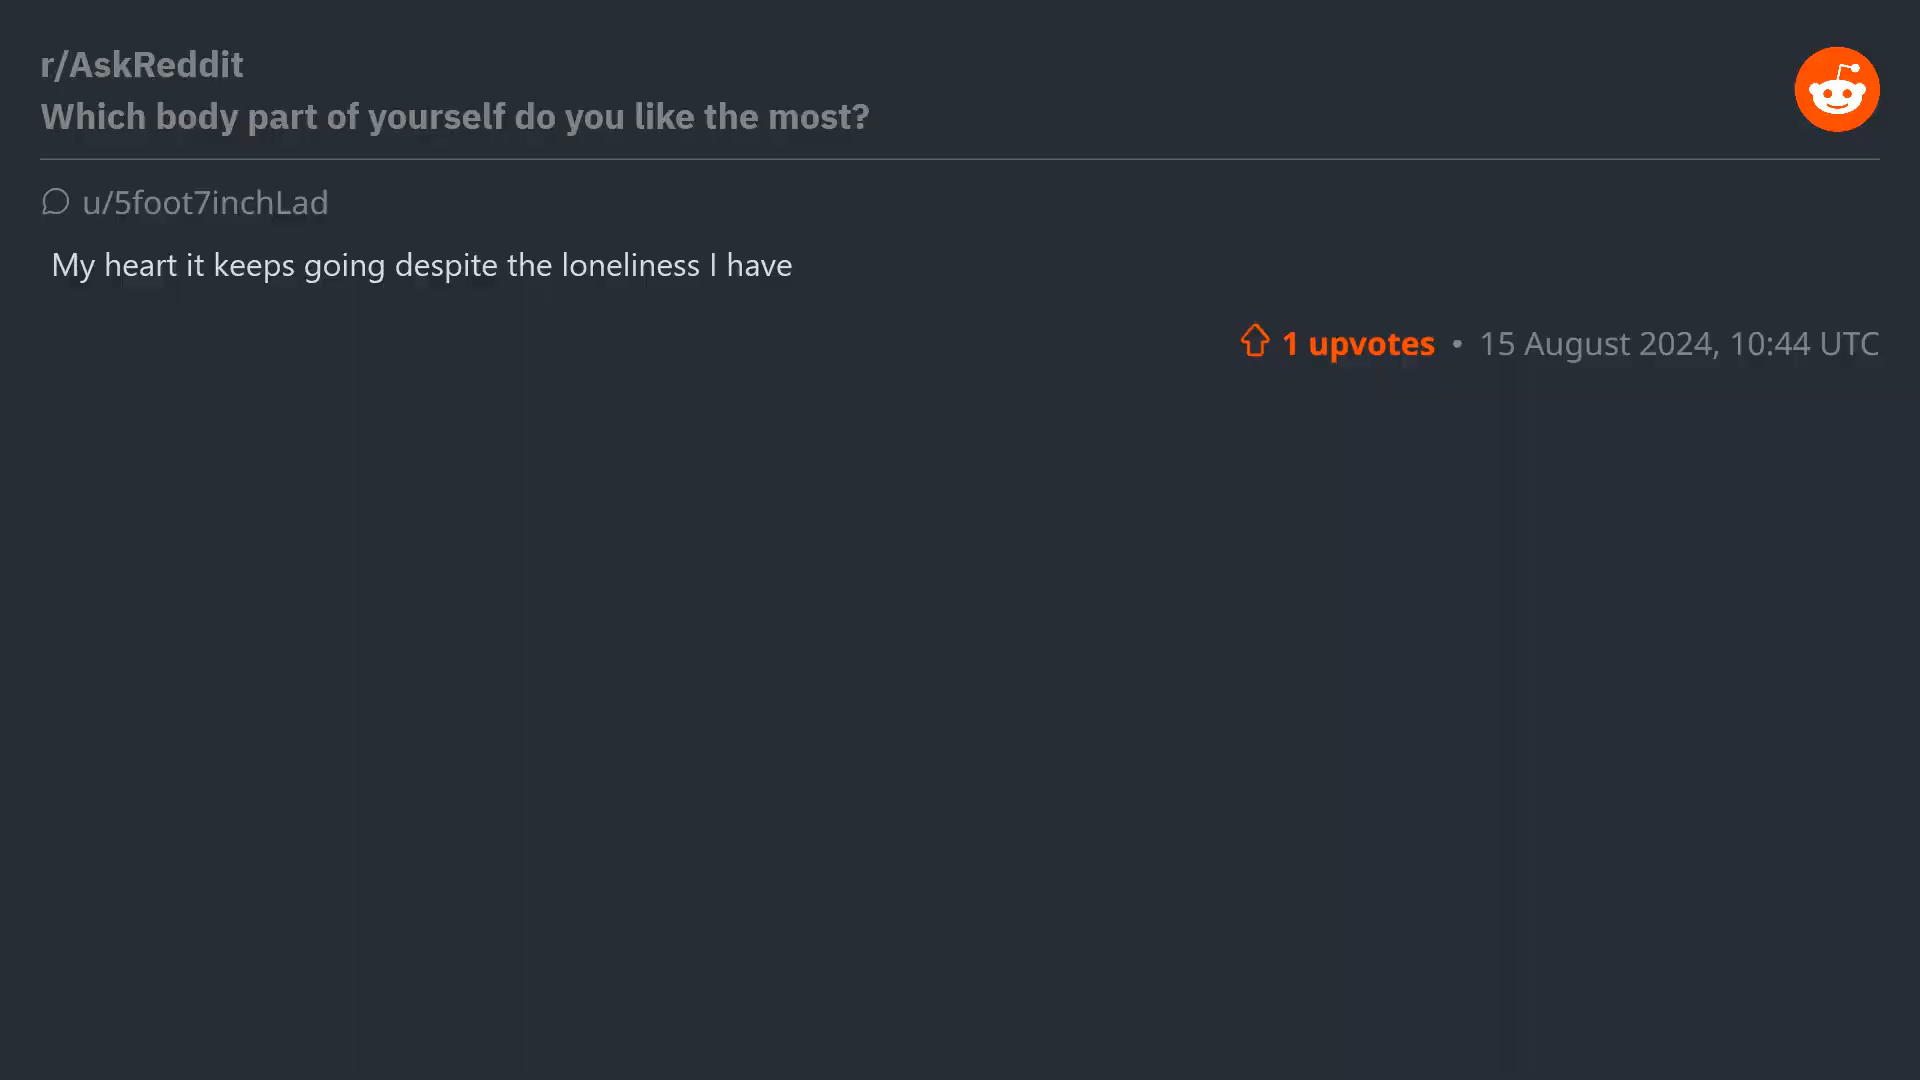 r/AskReddit
Which body part of yourself do you like the most?
u/5foot7inchLad
My heart it keeps going despite the loneliness I have
1 upvotes • 15 August 2024, 10:44 UTC